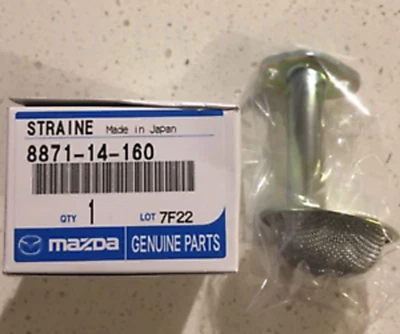 STRAINE Made in Japan
8871-14-160
QTY 1 LOT 7F22
mazda GENUINE PARTS